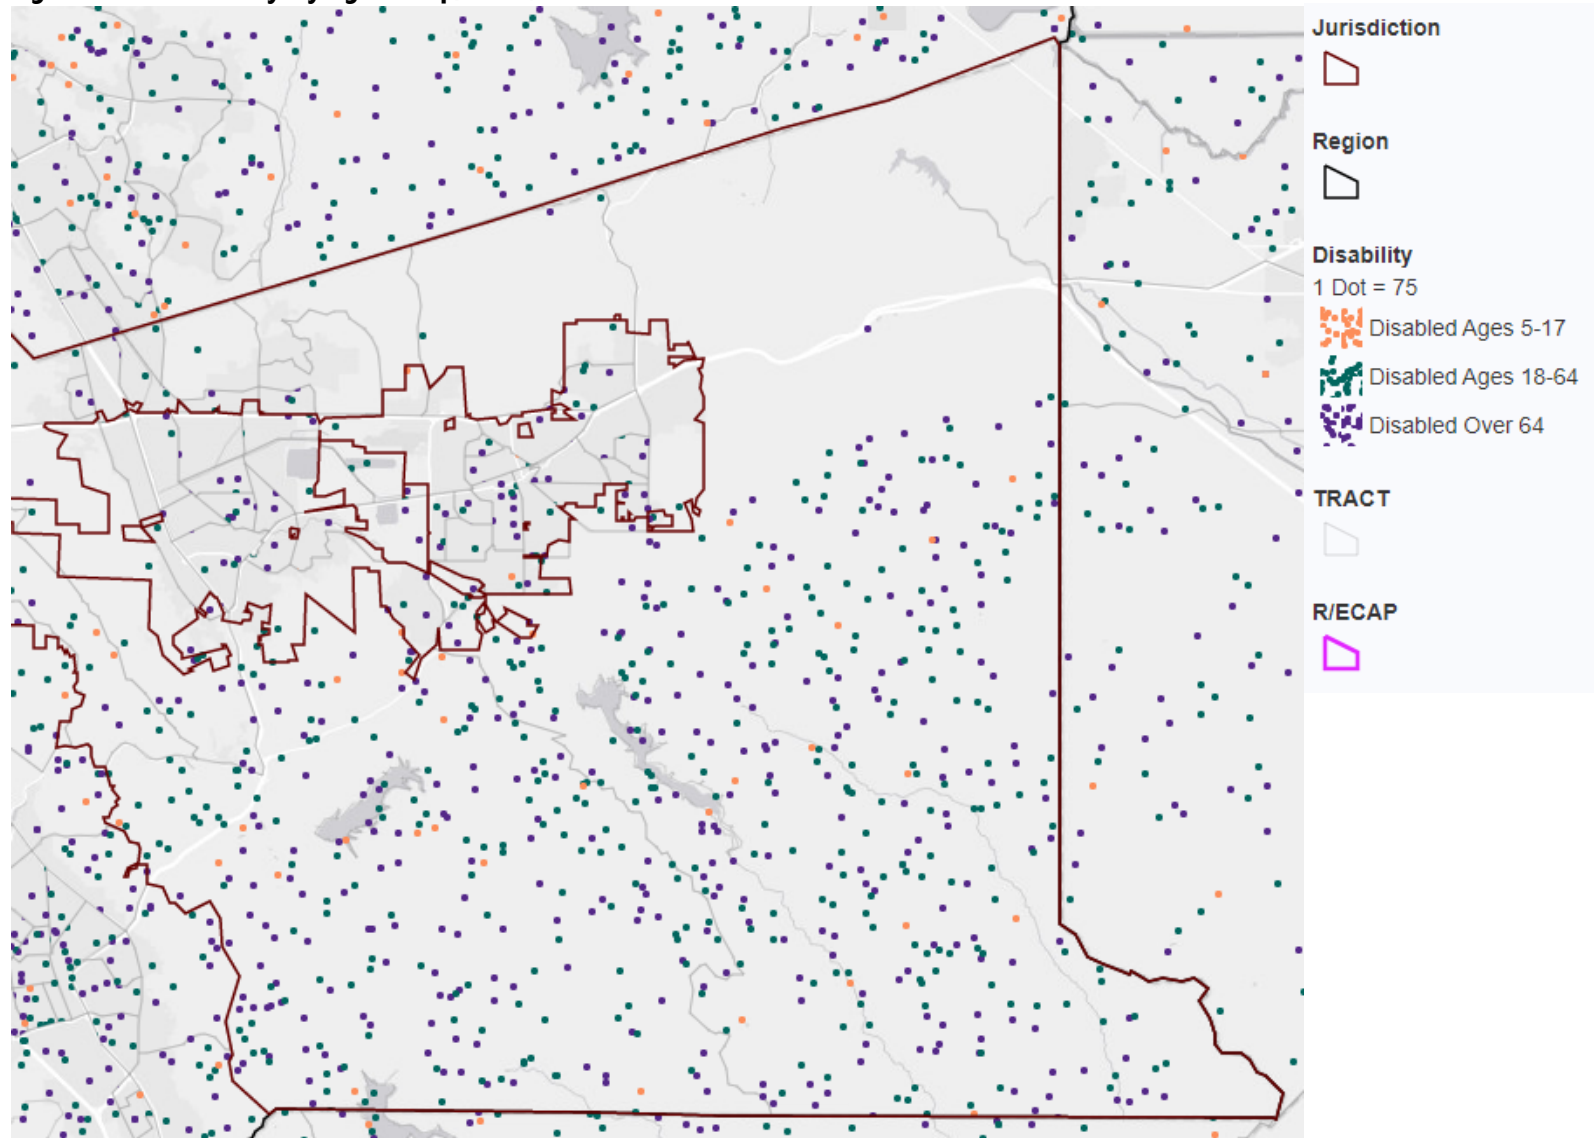 Jurisdiction
Region
Disability
1 Dot = 75
Disabled Ages 5-17
Disabled Ages 18-64
Disabled Over 64
TRACT
R/ECAP